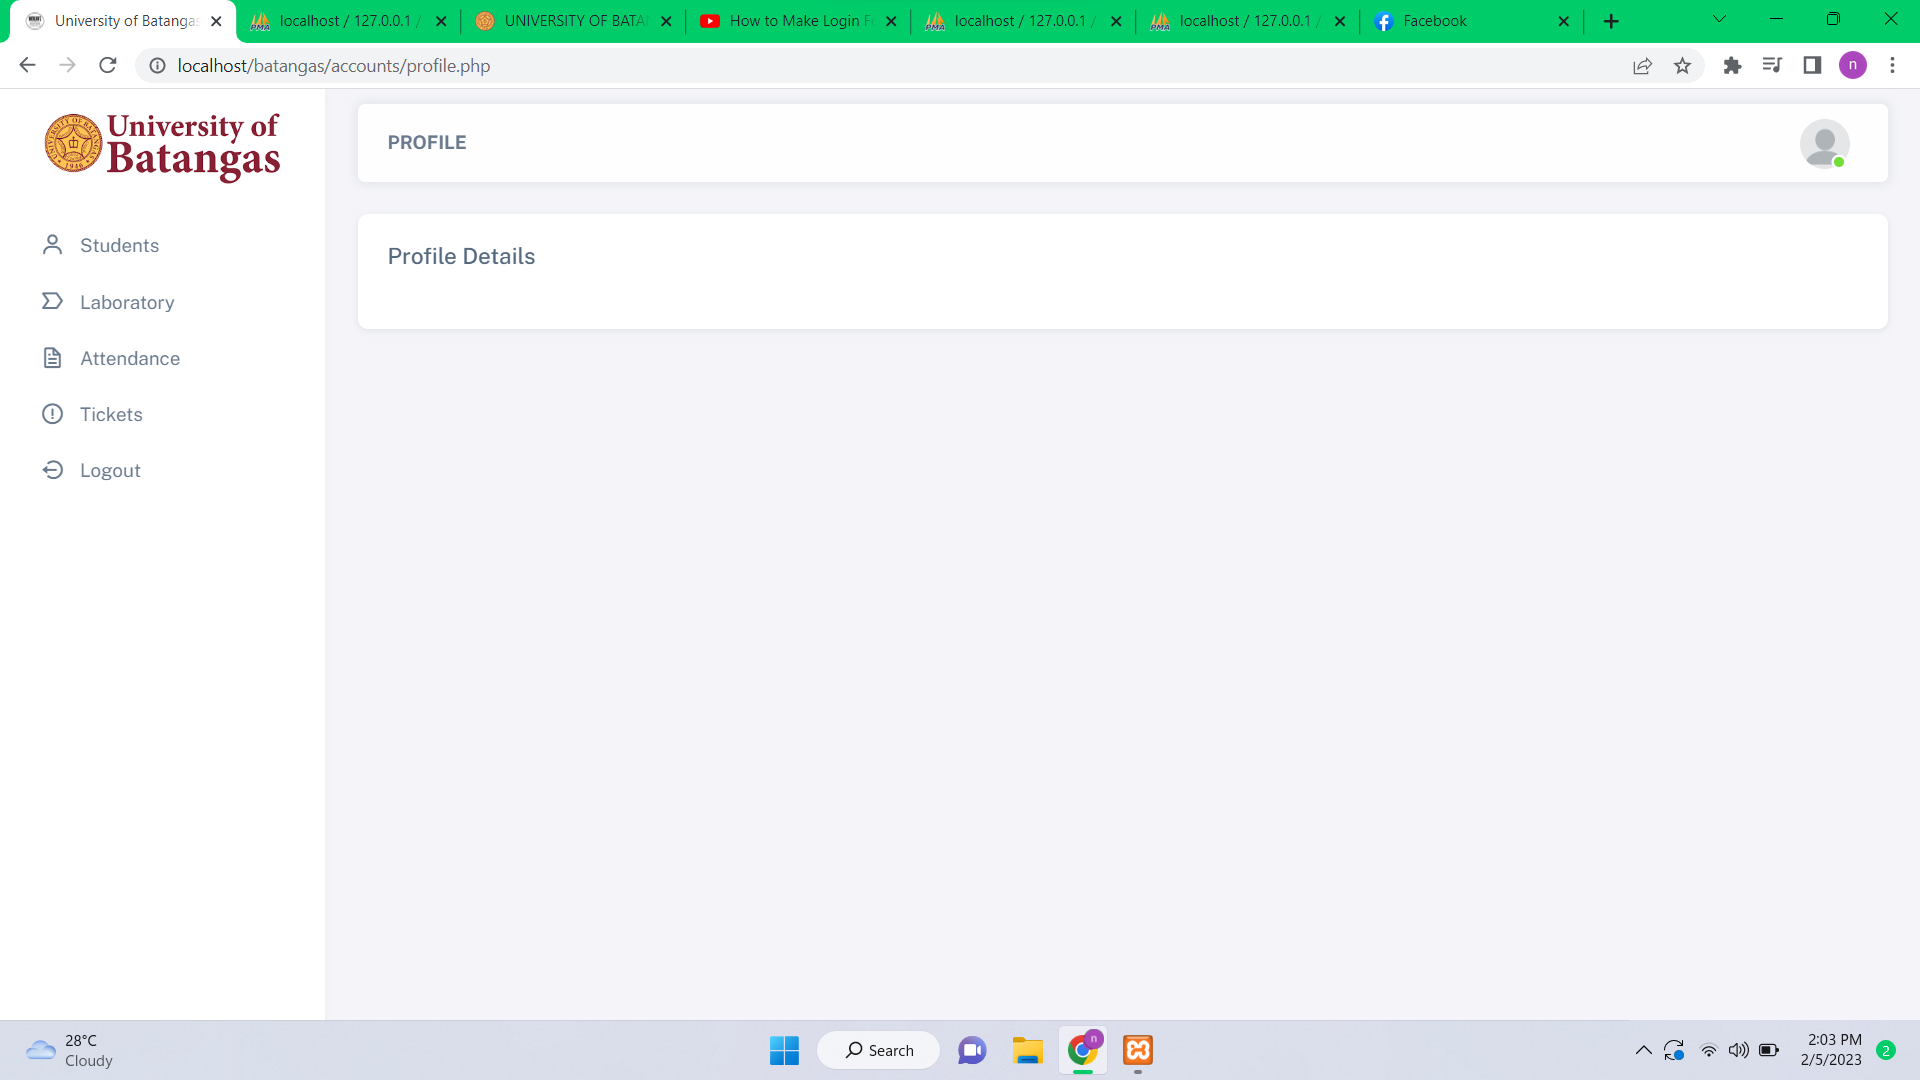 University of Batangas
localhost / 127.0.0.1 /
UNIVERSITY OF BATA
How to Make Login Fo
localhost / 127.0.0.1 /
localhost / 127.0.0.1 /
Facebook
localhost/batangas/accounts/profile.php
n
University of
Batangas
PROFILE
Students
Profile Details
Laboratory
Attendance
Tickets
Logout
28°C
Cloudy
Search
n
2:03 PM
2/5/2023
2